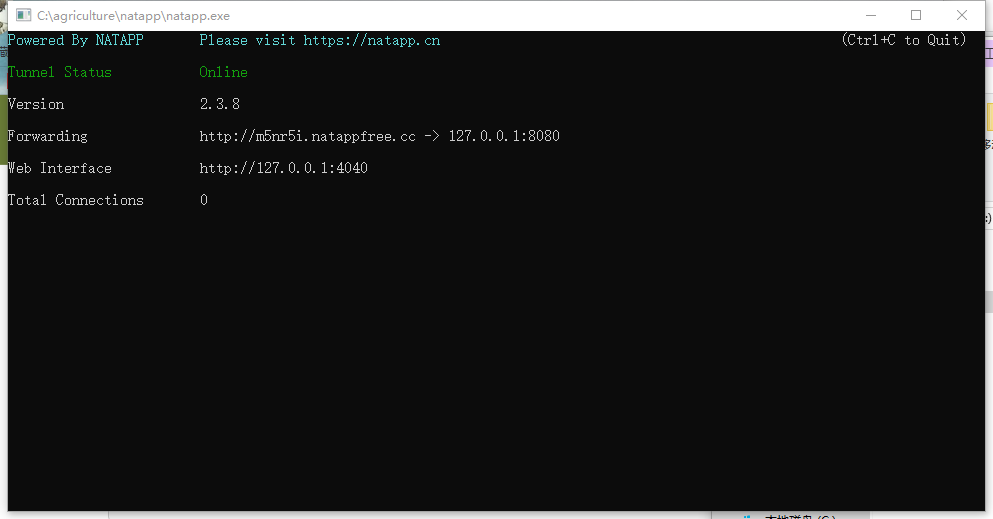 C:\agriculture\natapp\natapp.exe
Powered By NATAPP Please visit https://natapp.cn (Ctrl+C to Quit)
Tunnel Status Online
Version 2.3.8
Forwarding http://m5nr5i.natappfree.cc -> 127.0.0.1:8080
Web Interface http://127.0.0.1:4040
Total Connections 0
:)